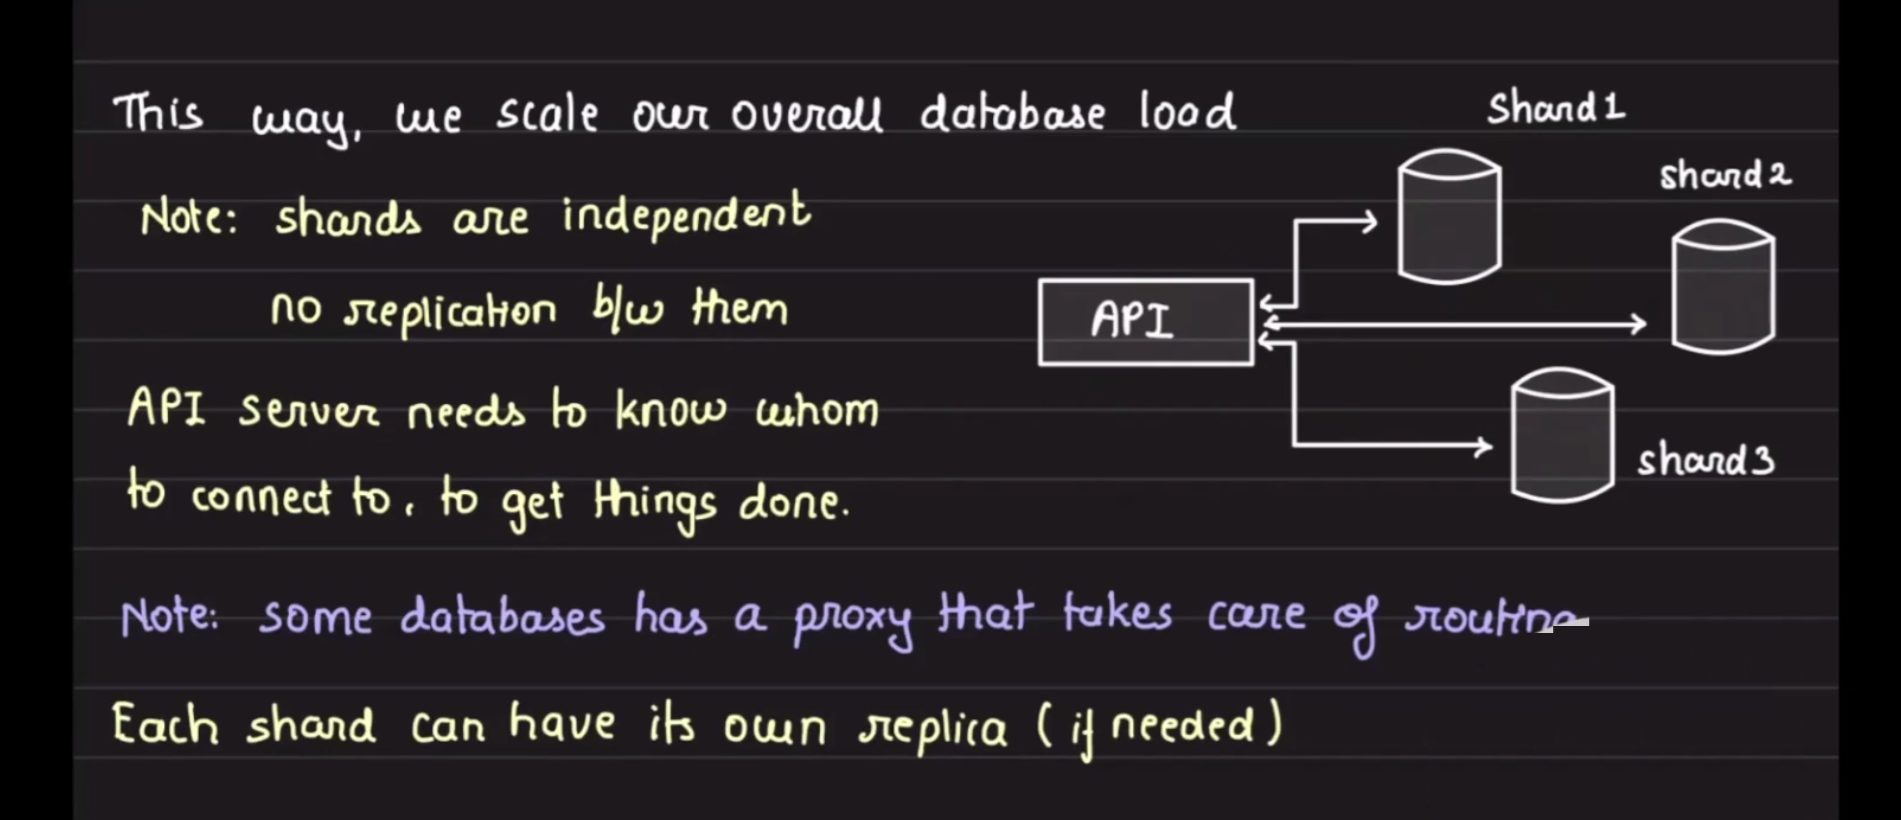 This way, we scale our overall database load
Note: shards are independent
no replication b/w them
API server needs to know whom
to connect to, to get things done.
Note: some databases has a proxy that takes care of routing
Each shard can have its own replica (if needed)
Shard 1
shard 2
API
shard 3